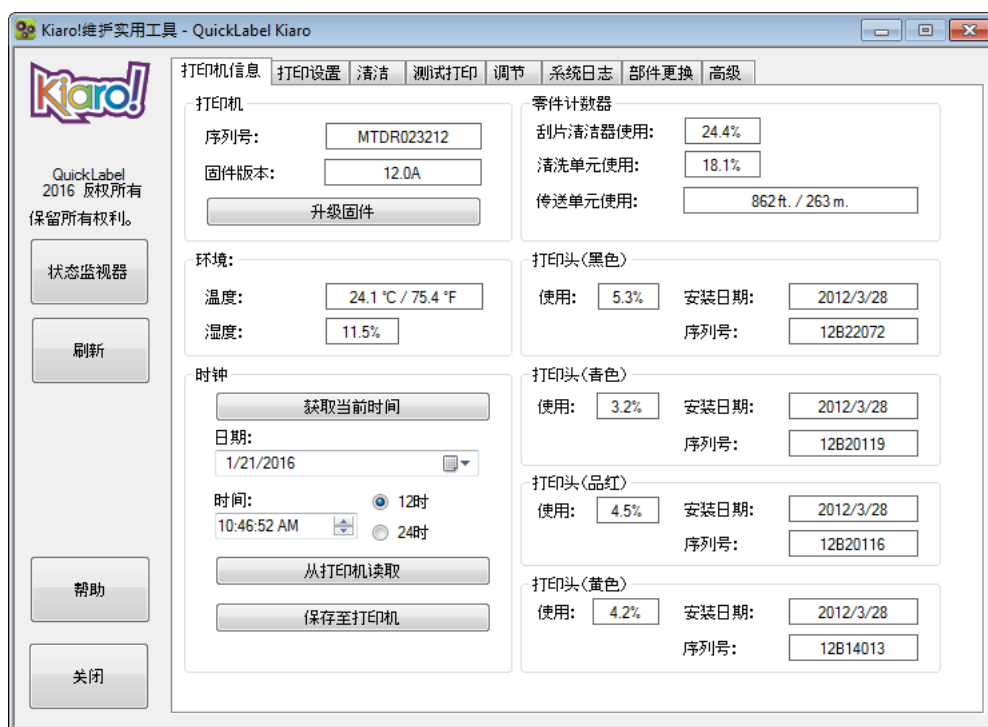 Kiaro!维护实用工具 - QuickLabel Kiaro
Kiaro!
QuickLabel
2016 反权所有
保留所有权利。
状态监视器
刷新
帮助
关闭
打印机信息 打印设置 清洁 测试打印 调节 系统日志 部件更换 高级
打印机
序列号: MTDR023212
固件版本: 12.0A
升级固件
环境:
温度: 24.1 °C / 75.4 °F
湿度: 11.5%
时钟
获取当前时间
日期:
1/21/2016
时间:
12时
10:46:52 AM
24时
从打印机读取
保存至打印机
零件计数器
刮片清洁器使用: 24.4%
清洗单元使用: 18.1%
传送单元使用: 862 ft. / 263 m.
打印头(黑色)
使用: 5.3% 安装日期: 2012/3/28
序列号: 12B22072
打印头(青色)
使用: 3.2% 安装日期: 2012/3/28
序列号: 12B20119
打印头(品红)
使用: 4.5% 安装日期: 2012/3/28
序列号: 12B20116
打印头(黄色)
使用: 4.2% 安装日期: 2012/3/28
序列号: 12B14013